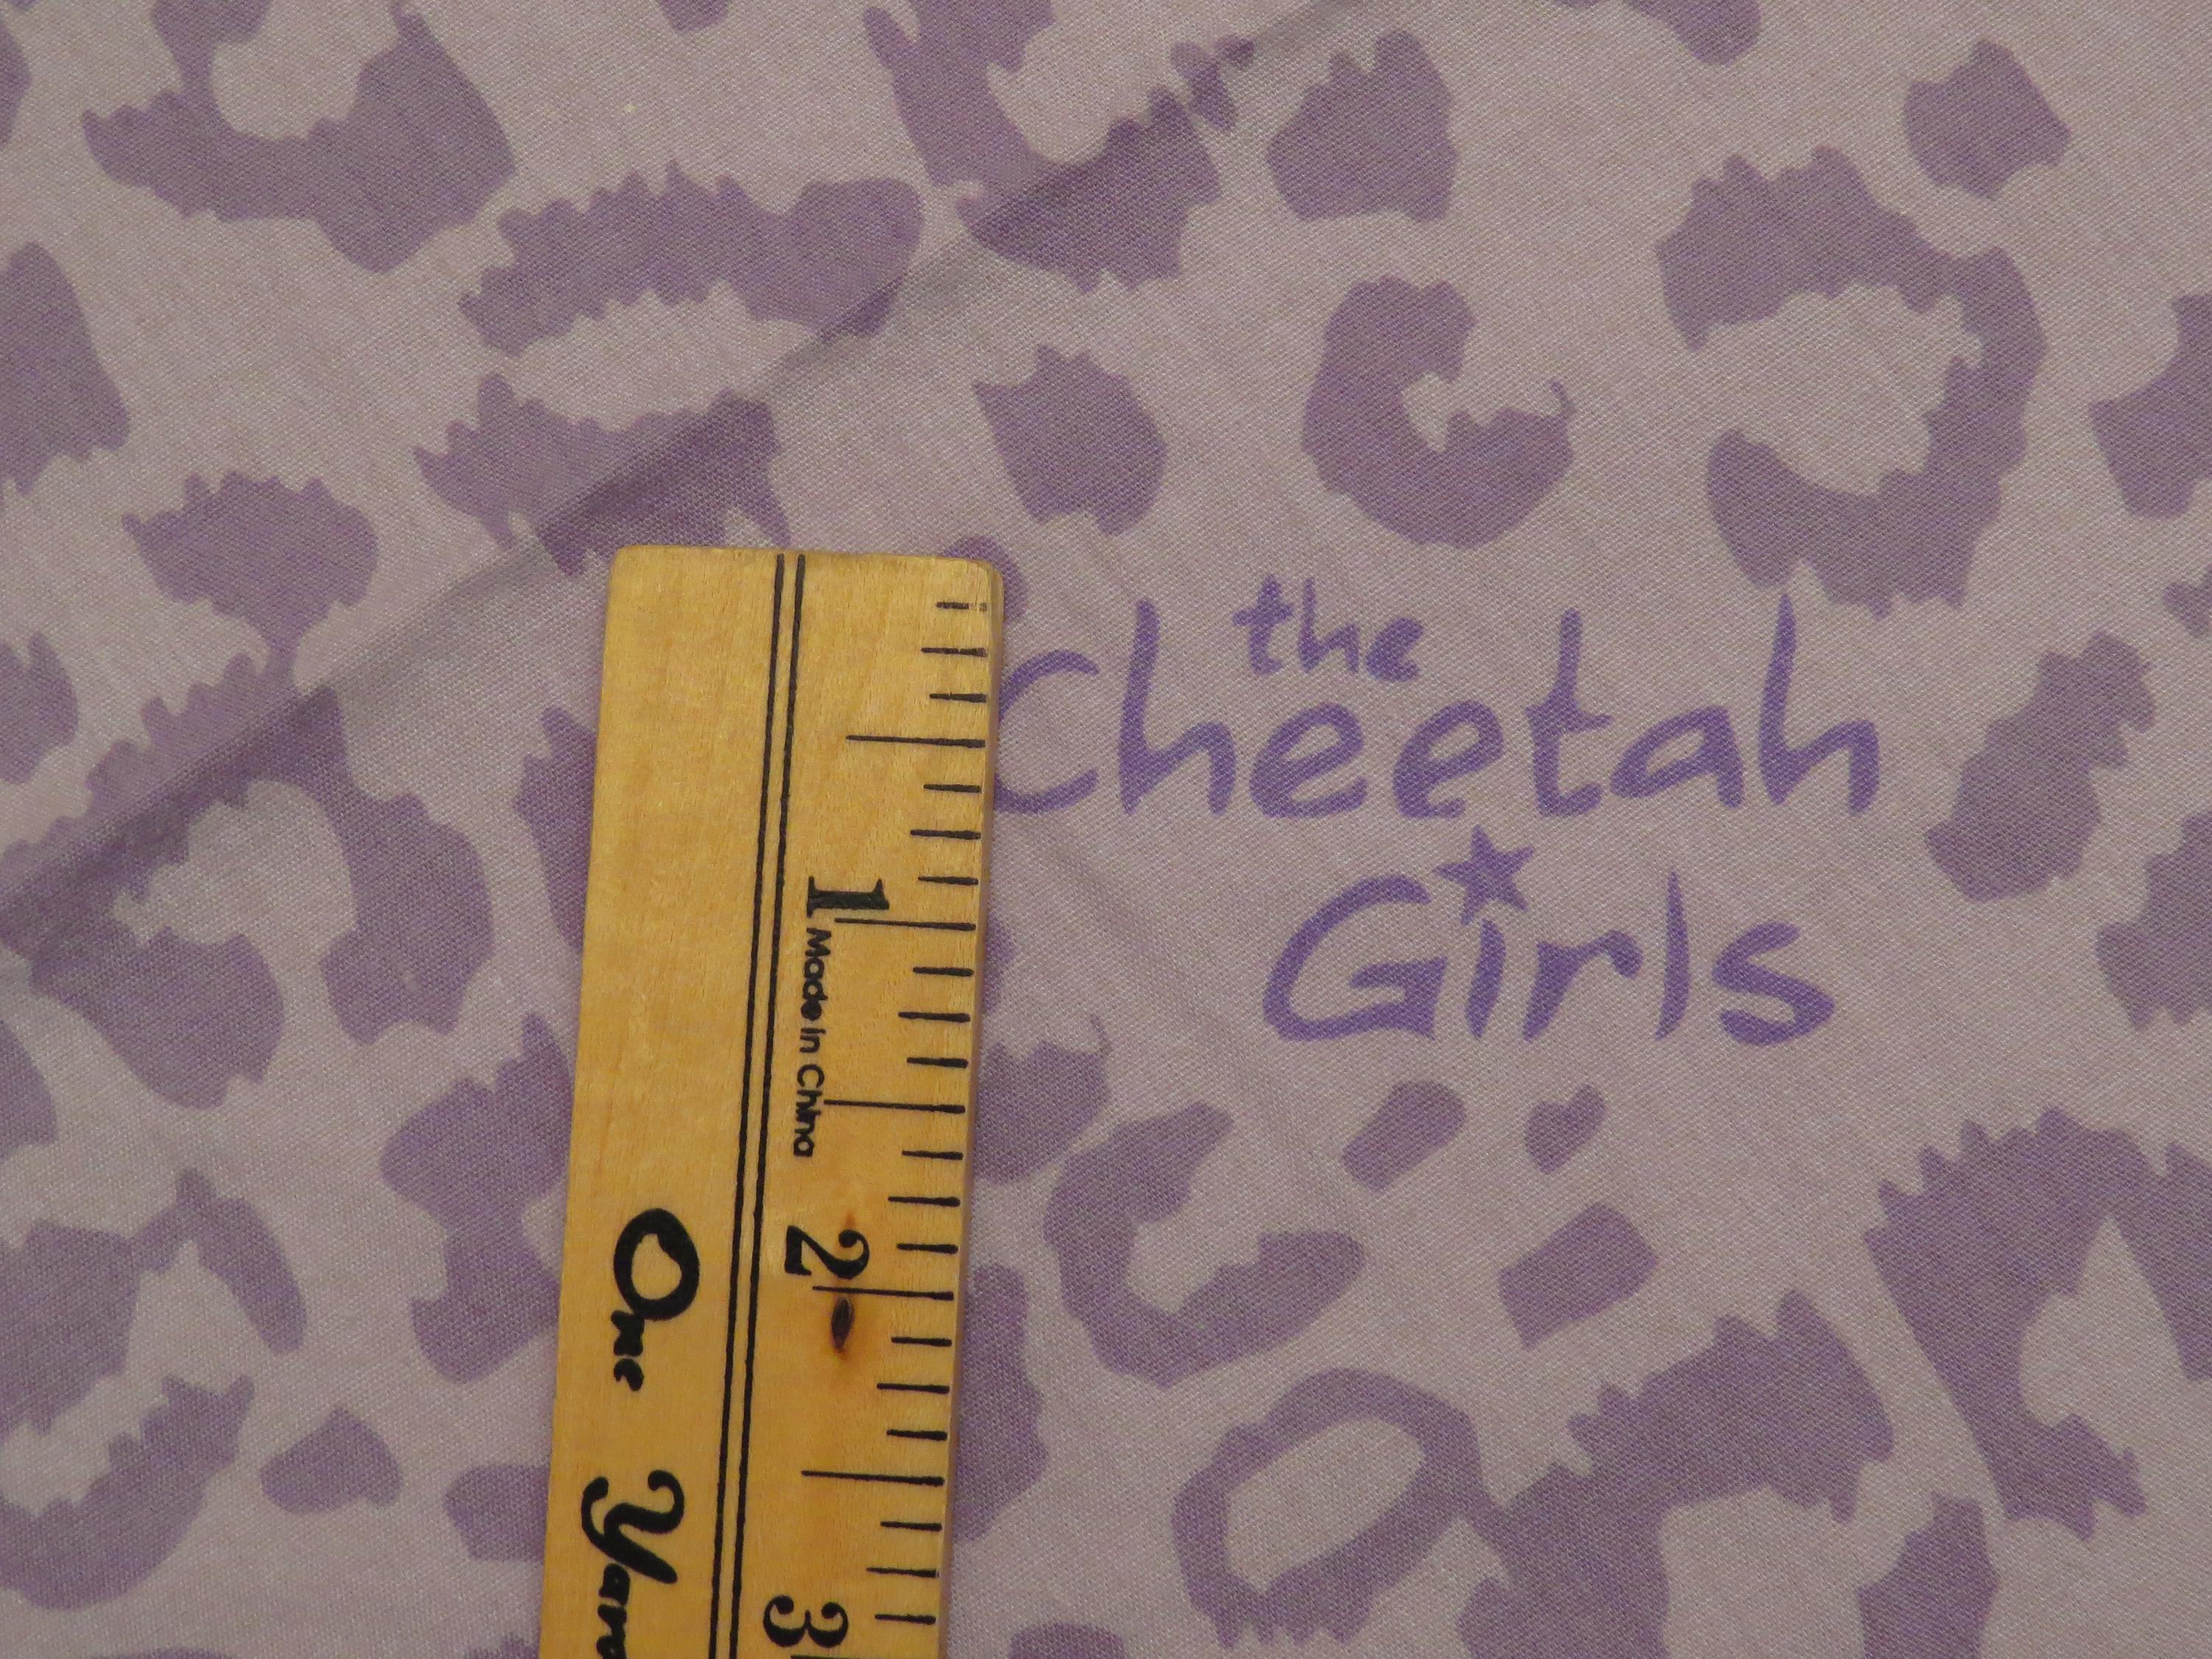 the
Cheetah
Girls
1
Made in China
2
One Yard
3